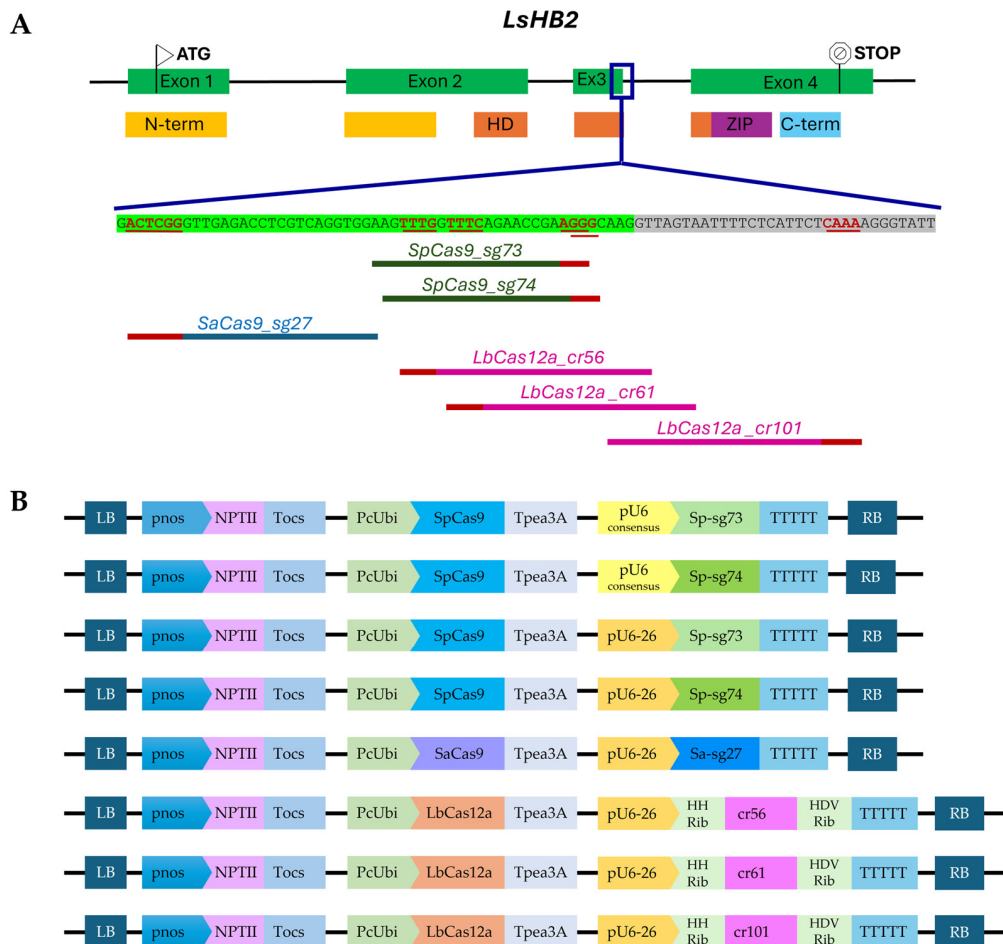 A
LsHB2
ATG
STOP
Exon 1
Exon 2
Ex3
Exon 4
N-term
HD
ZIP
C-term
GACTCGGGTTGAGACCTCGTCAGGTGGAAGTTTGGTTTCAGAACCGAAGGGCAAGGTTAGTAATTTTCTCATTCTCAAAAGGGTATT
SpCas9_sg73
SpCas9_sg74
SaCas9_sg27
LbCas12a_cr56
LbCas12a_cr61
LbCas12a_cr101
B
LB pnos NPTII Tocs PcUbi SpCas9 Tpea3A pU6 consensus Sp-sg73 TTTTT RB
LB pnos NPTII Tocs PcUbi SpCas9 Tpea3A pU6 consensus Sp-sg74 TTTTT RB
LB pnos NPTII Tocs PcUbi SpCas9 Tpea3A pU6-26 Sp-sg73 TTTTT RB
LB pnos NPTII Tocs PcUbi SpCas9 Tpea3A pU6-26 Sp-sg74 TTTTT RB
LB pnos NPTII Tocs PcUbi SaCas9 Tpea3A pU6-26 Sa-sg27 TTTTT RB
LB pnos NPTII Tocs PcUbi LbCas12a Tpea3A pU6-26 HH Rib cr56 HDV Rib TTTTT RB
LB pnos NPTII Tocs PcUbi LbCas12a Tpea3A pU6-26 HH Rib cr61 HDV Rib TTTTT RB
LB pnos NPTII Tocs PcUbi LbCas12a Tpea3A pU6-26 HH Rib cr101 HDV Rib TTTTT RB